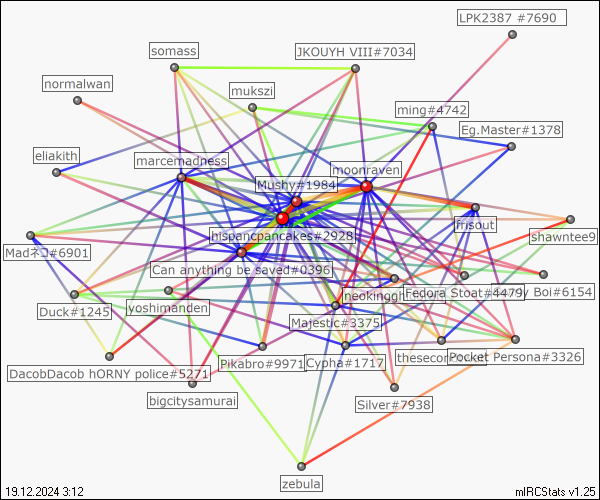 LPK2387 #7690
somass
JKOUYH VIII#7034
normalwan
mukszi
ming#4742
Eg.Master#1378
eliakith
marcemadness
moonraven
Mushy#1984
frisout
hispancpancakes#2928
shawntee9
Madネコ#6901
Can anything be saved#0396
neokingg
Fedora Stoat#4479
Boi#6154
Duck#1245
yoshimanden
Majestic#3375
DacobDacob hORNY police#5271
Pikabro#9971
Cypha#1717
thesecon
Pocket Persona#3326
bigcitysamurai
Silver#7938
zebula
19.12.2024 3:12
mIRCStats v1.25